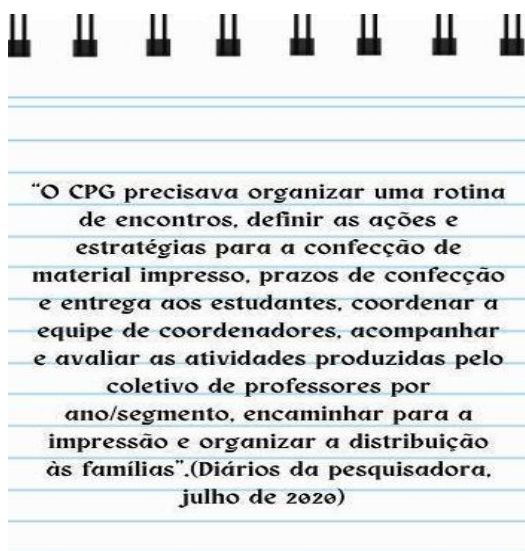 “O CPG precisava organizar uma rotina
de encontros, definir as ações e
estratégias para a confecção de
material impresso, prazos de confecção
e entrega aos estudantes, coordenar a
equipe de coordenadores, acompanhar
e avaliar as atividades produzidas pelo
coletivo de professores por
ano/segmento, encaminhar para a
impressão e organizar a distribuição
às famílias”.(Diários da pesquisadora,
julho de 2020)